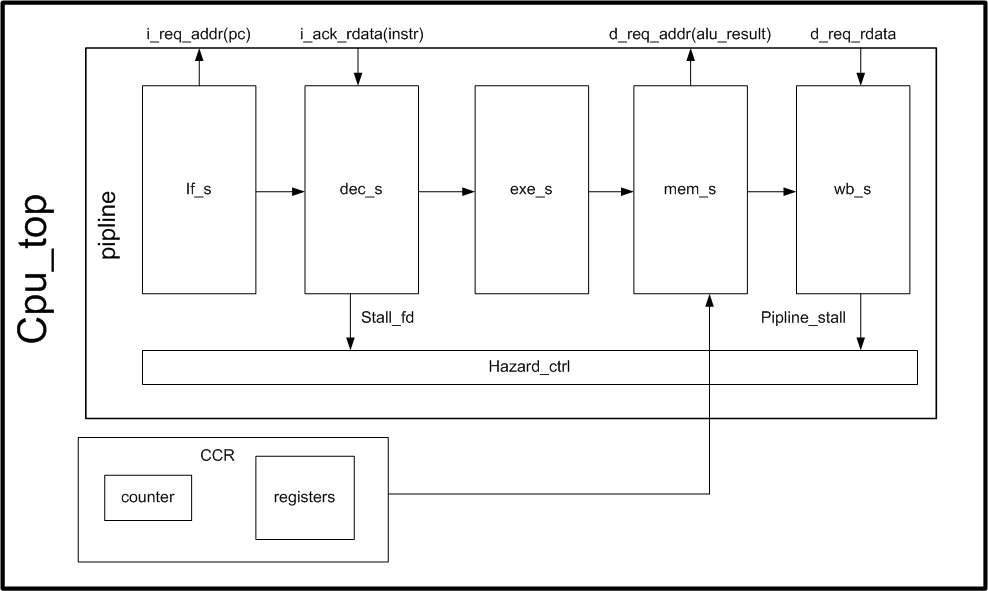 i_req_addr(pc)
i_ack_rdata(instr)
d_req_addr(alu_result)
d_req_rdata
Cpu_top
pipline
If_s
dec_s
exe_s
mem_s
wb_s
Stall_fd
Pipline_stall
Hazard_ctrl
CCR
counter
registers